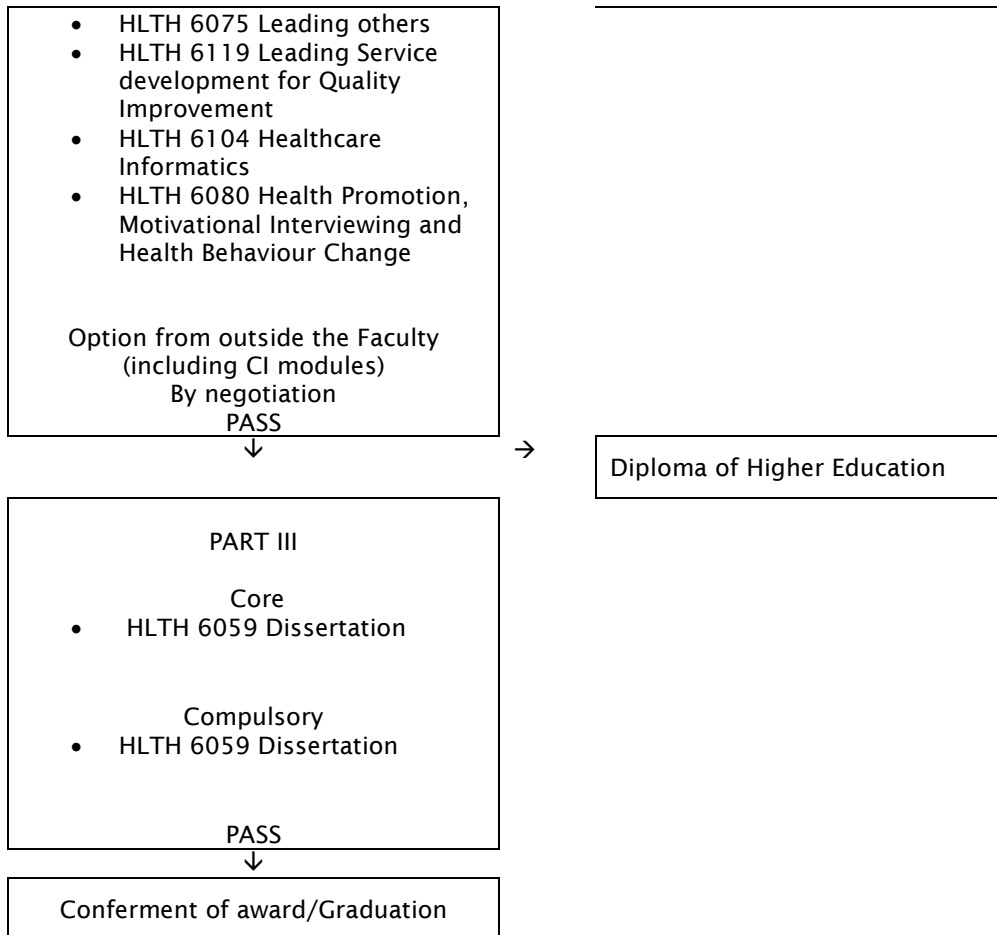 • HLTH 6075 Leading others
• HLTH 6119 Leading Service
development for Quality
Improvement
• HLTH 6104 Healthcare
Informatics
• HLTH 6080 Health Promotion,
Motivational Interviewing and
Health Behaviour Change
Option from outside the Faculty
(including CI modules)
By negotiation
PASS
↓ →
Diploma of Higher Education
PART III
Core
• HLTH 6059 Dissertation
Compulsory
• HLTH 6059 Dissertation
PASS
↓
Conferment of award/Graduation